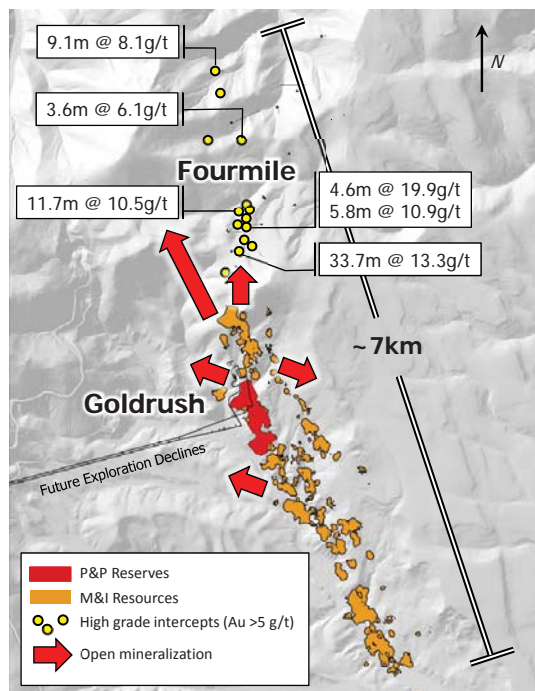 9.1m @ 8.1g/t
N
3.6m @ 6.1g/t
Fourmile
11.7m @ 10.5g/t
4.6m @ 19.9g/t
5.8m @ 10.9g/t
33.7m @ 13.3g/t
~7km
Goldrush
Future Exploration Declines
P&P Reserves
M&I Resources
High grade intercepts (Au >5 g/t)
Open mineralization